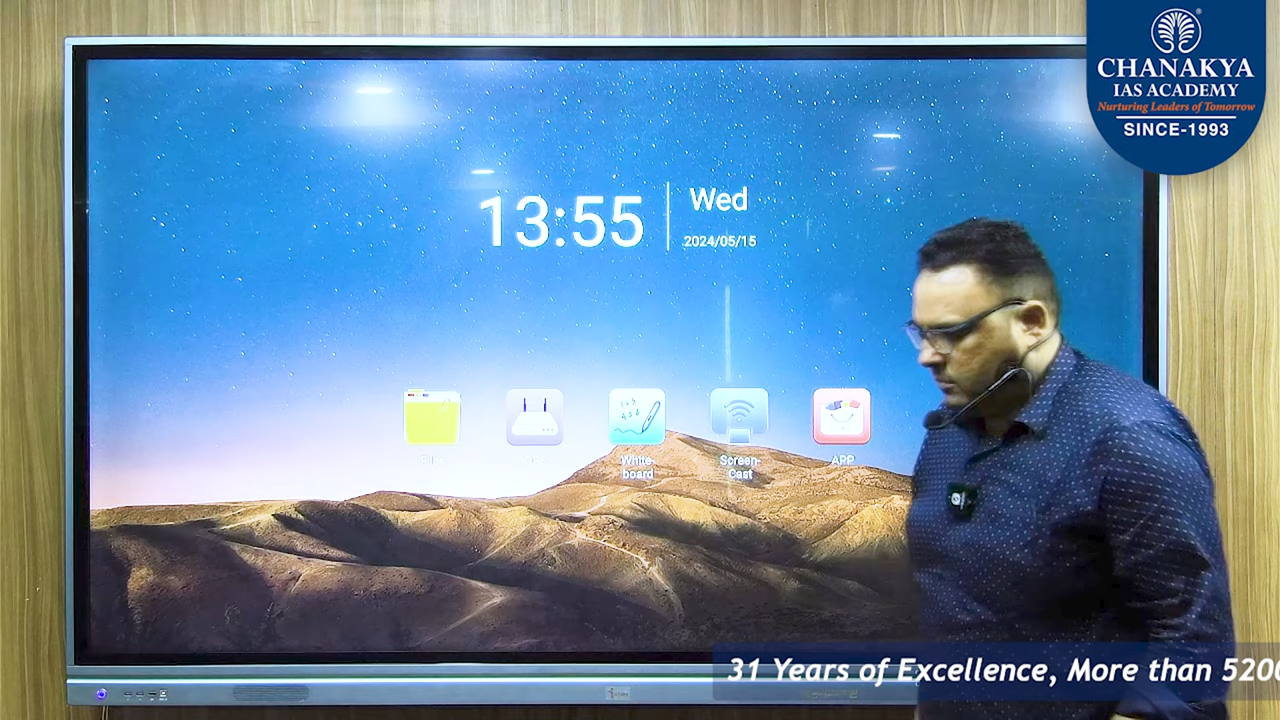 CHANAKYA
IAS ACADEMY
Nurturing Leaders of Tomorrow
SINCE-1993
13:55
Wed
2024/05/15
White-
board
Screen-
Cast
APP
31 Years of Excellence, More than 520